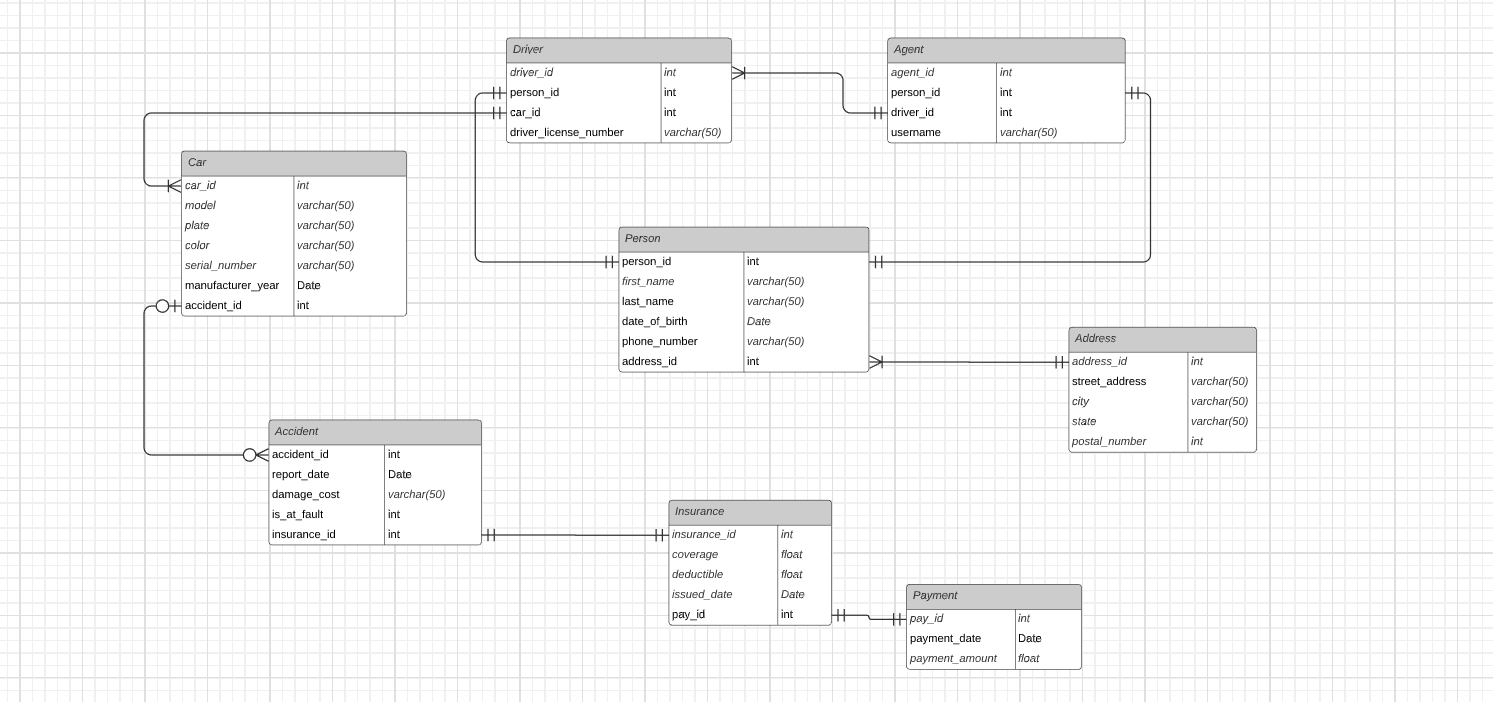 Driver
driver_id int
person_id int
car_id int
driver_license_number varchar(50)
Agent
agent_id int
person_id int
driver_id int
username varchar(50)
Car
car_id int
model varchar(50)
plate varchar(50)
color varchar(50)
serial_number varchar(50)
manufacturer_year Date
accident_id int
Person
person_id int
first_name varchar(50)
last_name varchar(50)
date_of_birth Date
phone_number varchar(50)
address_id int
Address
address_id int
street_address varchar(50)
city varchar(50)
state varchar(50)
postal_number int
Accident
accident_id int
report_date Date
damage_cost varchar(50)
is_at_fault int
insurance_id int
Insurance
insurance_id int
coverage float
deductible float
issued_date Date
pay_id int
Payment
pay_id int
payment_date Date
payment_amount float